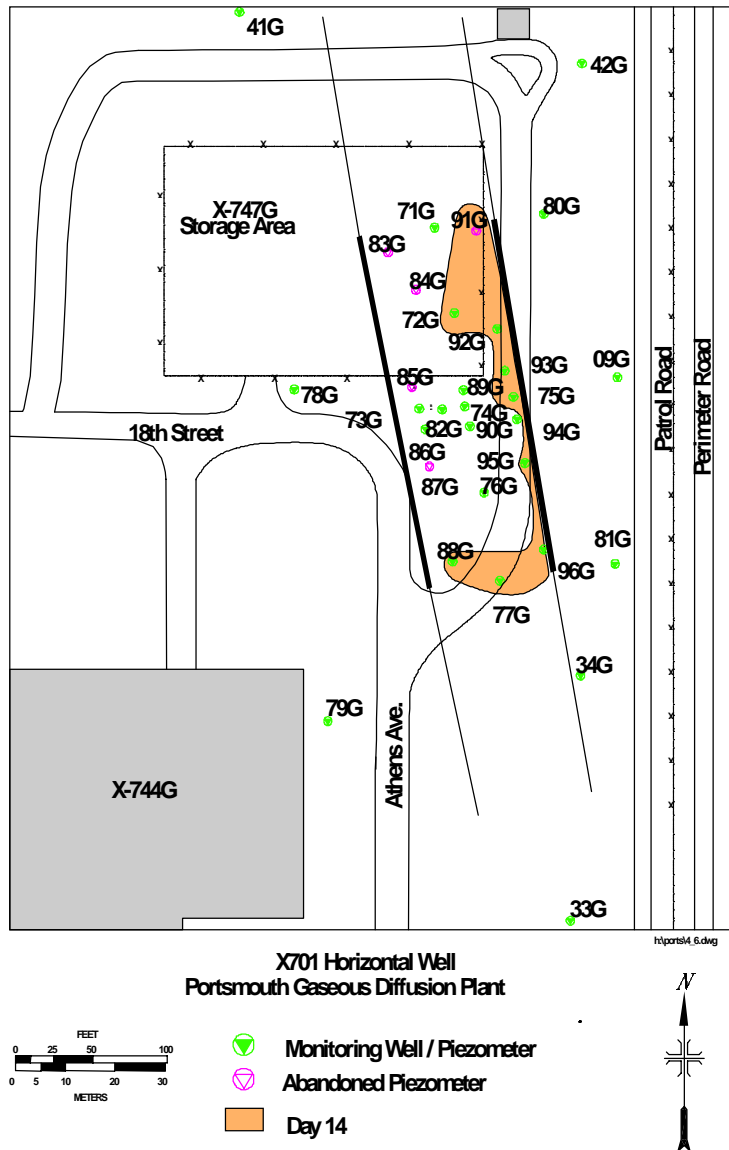 41G
42G
X-747G
Storage Area
71G
91G
80G
83G
84G
72G
92G
93G
09G
85G
89G
75G
78G
73G
74G
18th Street
82G
90G
94G
86G
95G
87G
76G
88G
81G
96G
77G
34G
79G
X-744G
Athens Ave.
33G
Patrol Road
Perimeter Road
h:\ports\4_6.dwg
X701 Horizontal Well
Portsmouth Gaseous Diffusion Plant
N
FEET
0 25 50 100
0 5 10 20 30
METERS
Monitoring Well / Piezometer
Abandoned Piezometer
Day 14